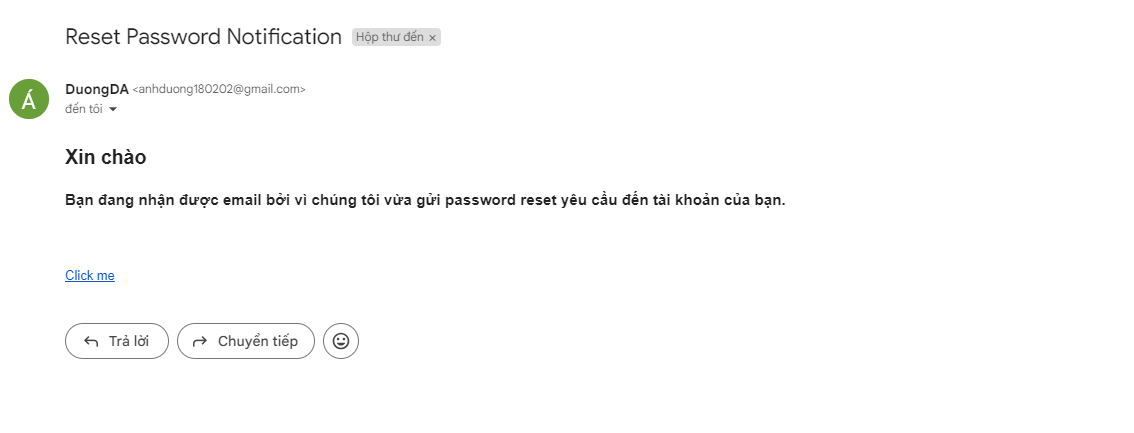 Reset Password Notification Hộp thư đến ×
Á
DuongDA <anhduong180202@gmail.com>
đến tôi
Xin chào
Bạn đang nhận được email bởi vì chúng tôi vừa gửi password reset yêu cầu đến tài khoản của bạn.
Click me
Trả lời Chuyển tiếp